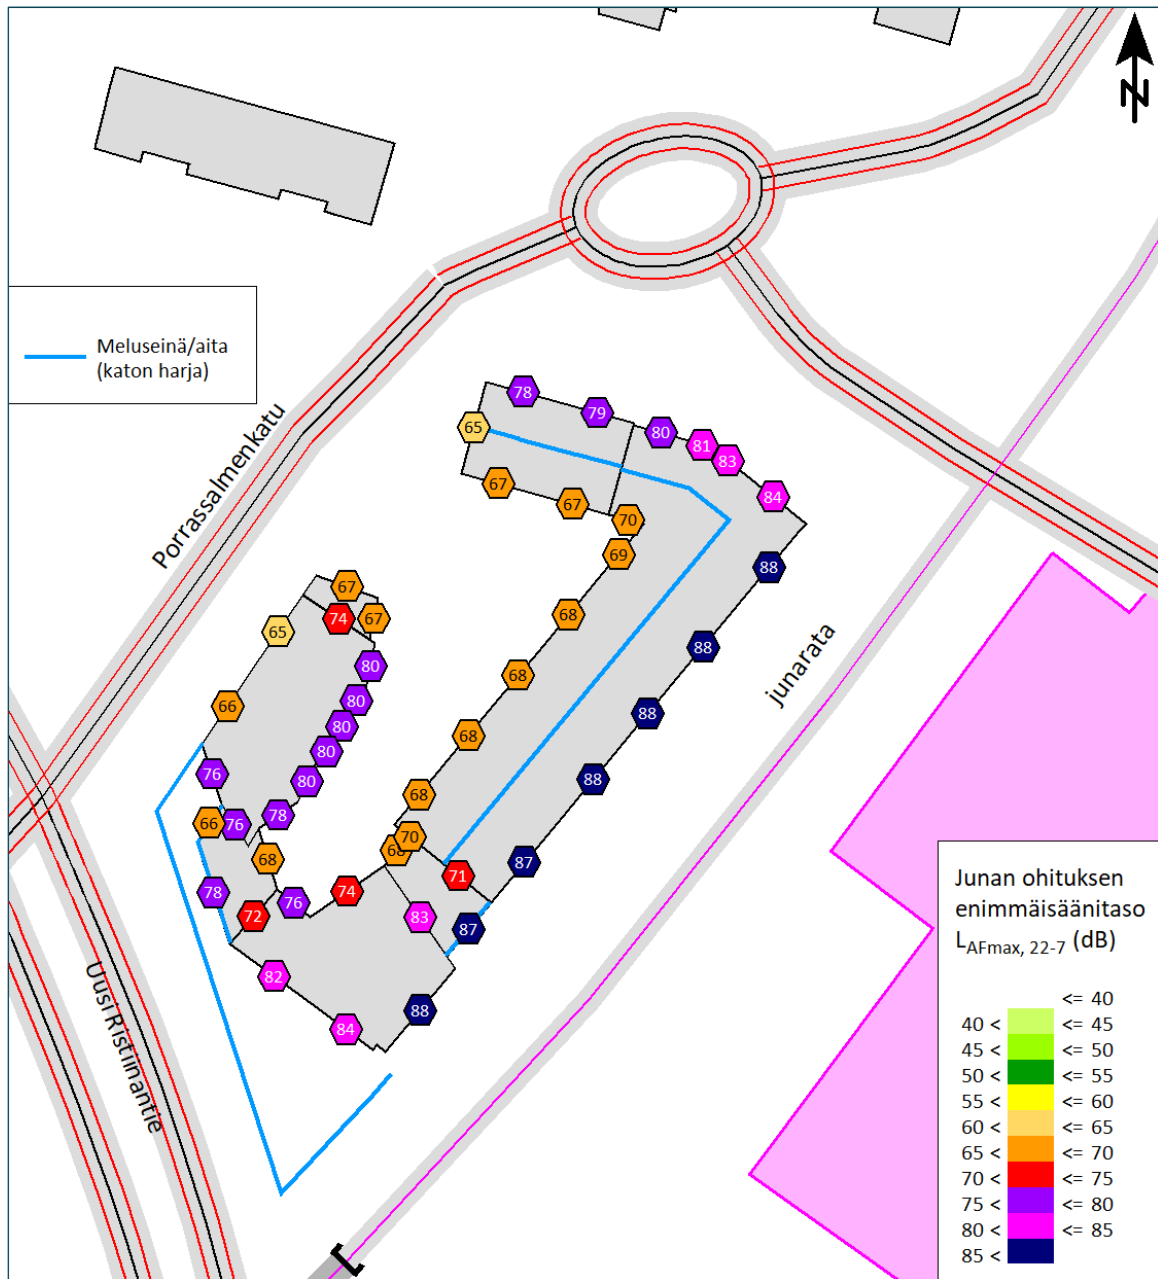 N
78
79
80
81
83
84
65
67
67
70
69
88
68
88
68
88
68
88
68
87
70
68
71
83
87
88
67
74
67
65
80
66
80
80
80
76
80
78
66
76
68
78
76
74
72
82
84
Meluseinä/aita
(katon harja)
Porrassalmenkatu
junarata
Uusi Ristiinantie
Junan ohituksen
enimmäisäänitaso
LAFmax, 22-7 (dB)
<= 40
40 < <= 45
45 < <= 50
50 < <= 55
55 < <= 60
60 < <= 65
65 < <= 70
70 < <= 75
75 < <= 80
80 < <= 85
85 <